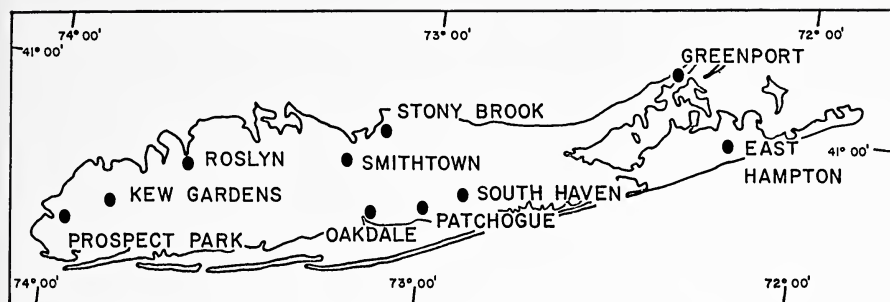 74°00'
73°00'
72°00'
41°00'
GREENPORT
STONY BROOK
ROSLYN
SMITHTOWN
EAST
HAMPTON
41°00'
KEW GARDENS
SOUTH HAVEN
PATCHOGUE
OAKDALE
PROSPECT PARK
74°00'
73°00'
72°00'